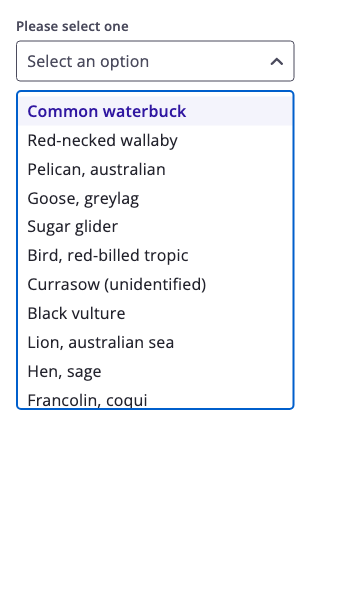 Please select one
Select an option
Common waterbuck
Red-necked wallaby
Pelican, australian
Goose, greylag
Sugar glider
Bird, red-billed tropic
Currasow (unidentified)
Black vulture
Lion, australian sea
Hen, sage
Francolin, coqui